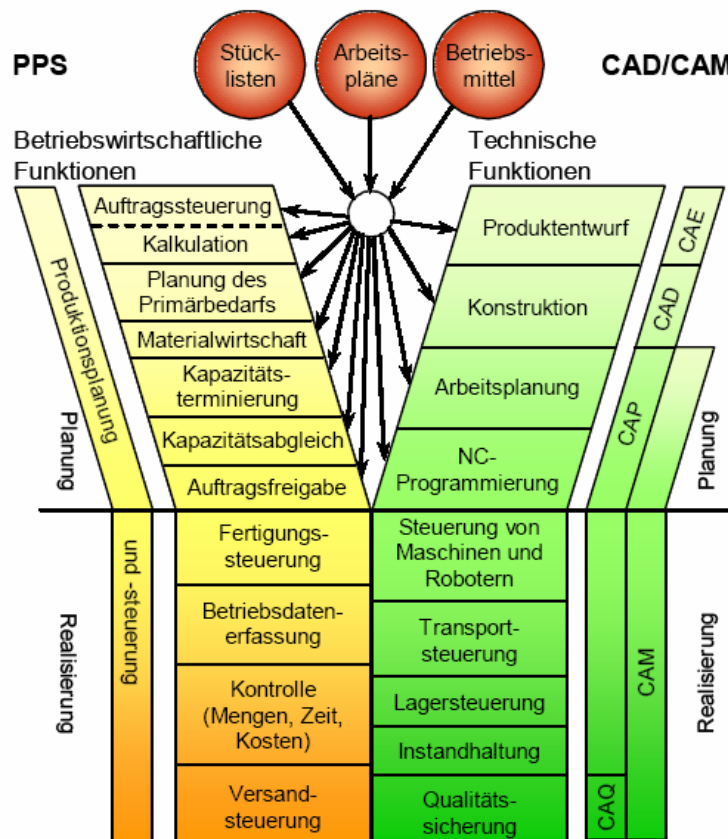 PPS
Stück-
listen
Arbeits-
pläne
Betriebs-
mittel
CAD/CAM
Betriebswirtschaftliche
Funktionen
Technische
Funktionen
Auftragssteuerung
Kalkulation
Planung des
Primärbedarfs
Materialwirtschaft
Kapazitäts-
terminierung
Kapazitätsabgleich
Auftragsfreigabe
Produktionsplanung
Planung
Produktentwurf
Konstruktion
Arbeitsplanung
NC-
Programmierung
CAE
CAD
CAP
Planung
Fertigungs-
steuerung
Betriebsdaten-
erfassung
Kontrolle
(Mengen, Zeit,
Kosten)
Versand-
steuerung
und -steuerung
Realisierung
Steuerung von
Maschinen und
Robotern
Transport-
steuerung
Lagersteuerung
Instandhaltung
Qualitäts-
sicherung
CAQ
CAM
Realisierung